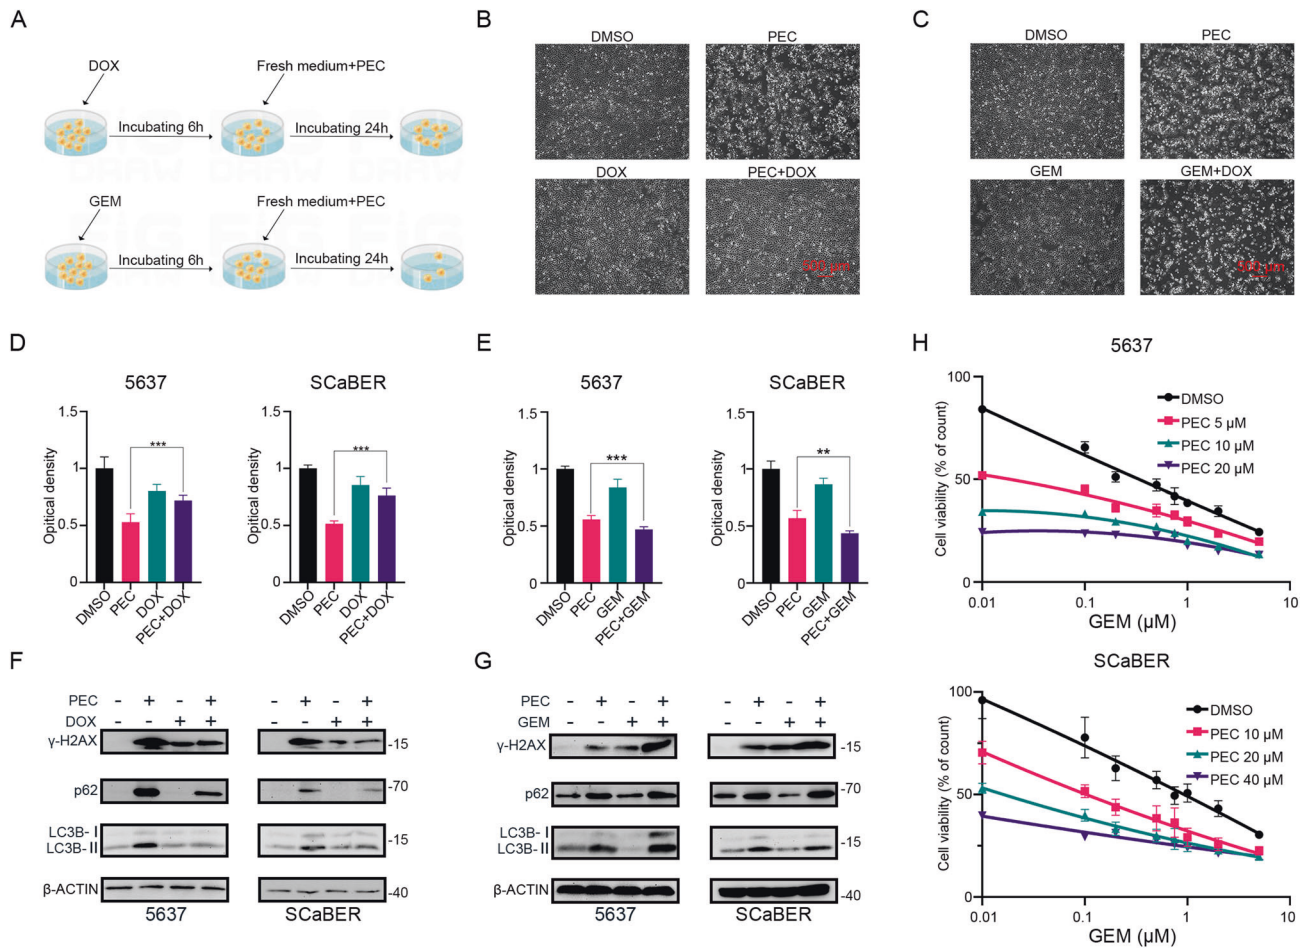 A
DOX
Fresh medium+PEC
Incubating 6h
Incubating 24h
GEM
Fresh medium+PEC
Incubating 6h
Incubating 24h
B
DMSO
PEC
DOX
PEC+DOX
500 μm
C
DMSO
PEC
GEM
GEM+DOX
500 μm
D
5637
Optical density
1.5
1.0
0.5
0
***
DMSO
PEC
DOX
PEC+DOX
SCaBER
Optical density
1.5
1.0
0.5
0
***
DMSO
PEC
DOX
PEC+DOX
E
5637
Optical density
1.5
1.0
0.5
0
***
DMSO
PEC
GEM
PEC+GEM
SCaBER
Optical density
1.5
1.0
0.5
0
**
DMSO
PEC
GEM
PEC+GEM
F
PEC - + - + - + - +
DOX - - + + - - + +
γ-H2AX
-15
p62
-70
LC3B- I
LC3B- II
-15
β-ACTIN
-40
5637
SCaBER
G
PEC - + - + - + - +
GEM - - + + - - + +
γ-H2AX
-15
p62
-70
LC3B- I
LC3B- II
-15
β-ACTIN
-40
5637
SCaBER
H
5637
Cell viability (% of count)
100
50
0
DMSO
PEC 5 μM
PEC 10 μM
PEC 20 μM
0.01
0.1
1
10
GEM (μM)
SCaBER
Cell viability (% of count)
100
50
0
DMSO
PEC 10 μM
PEC 20 μM
PEC 40 μM
0.01
0.1
1
10
GEM (μM)